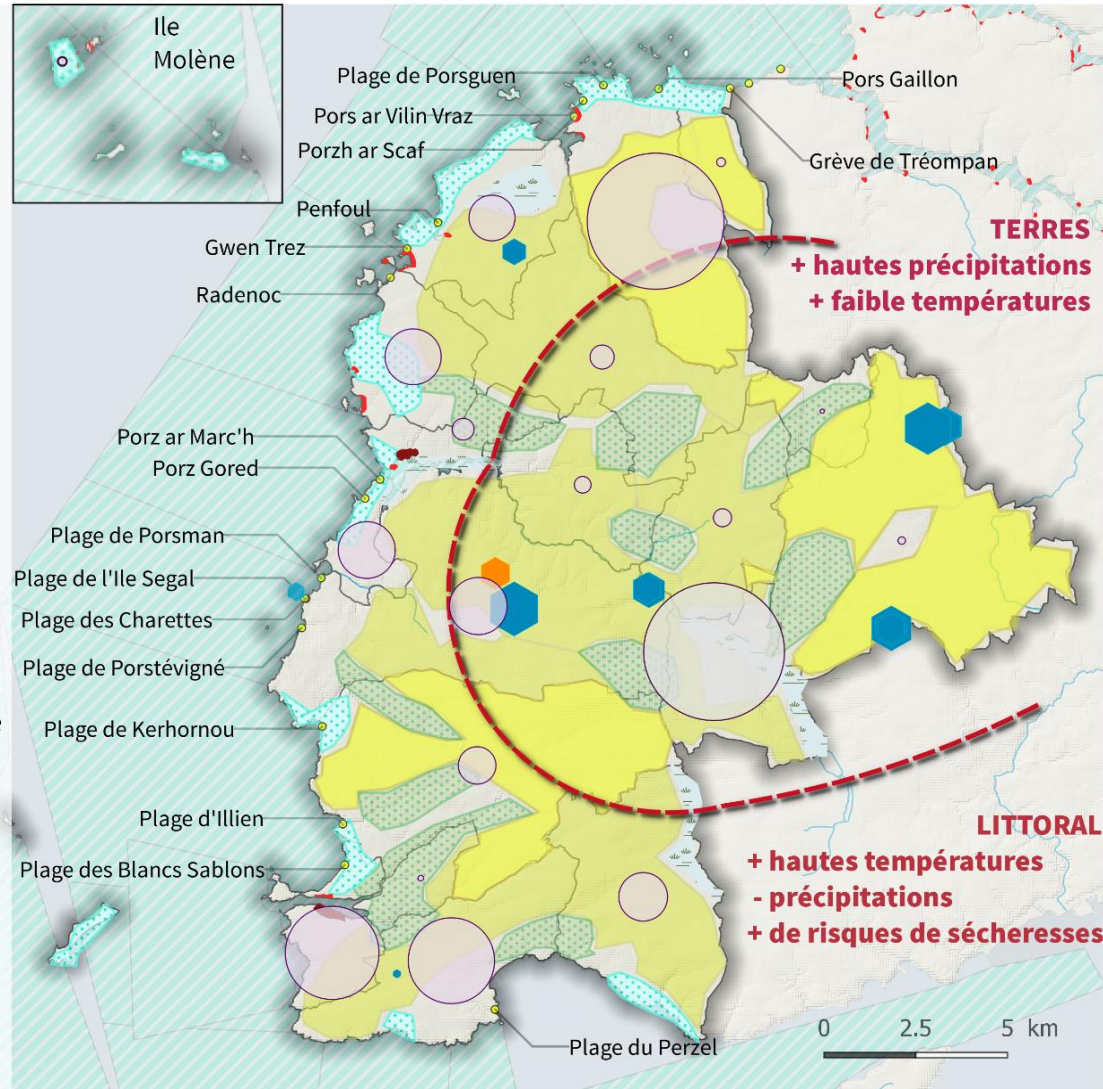 Ile
Molène
Plage de Porsguen
Pors Gaillon
Pors ar Vilin Vraz
Porzh ar Scaf
Grève de Tréompan
Penfoul
Gwen Trez
Radenoc
TERRES
+ hautes précipitations
+ faible températures
Porz ar Marc'h
Porz Gored
Plage de Porsman
Plage de l'Ile Segal
Plage des Charettes
Plage de Porstévigné
Plage de Kerhornou
Plage d'Illien
Plage des Blancs Sablons
LITTORAL
+ hautes températures
- précipitations
+ de risques de sécheresses
Plage du Perzel
0 2.5 5 km